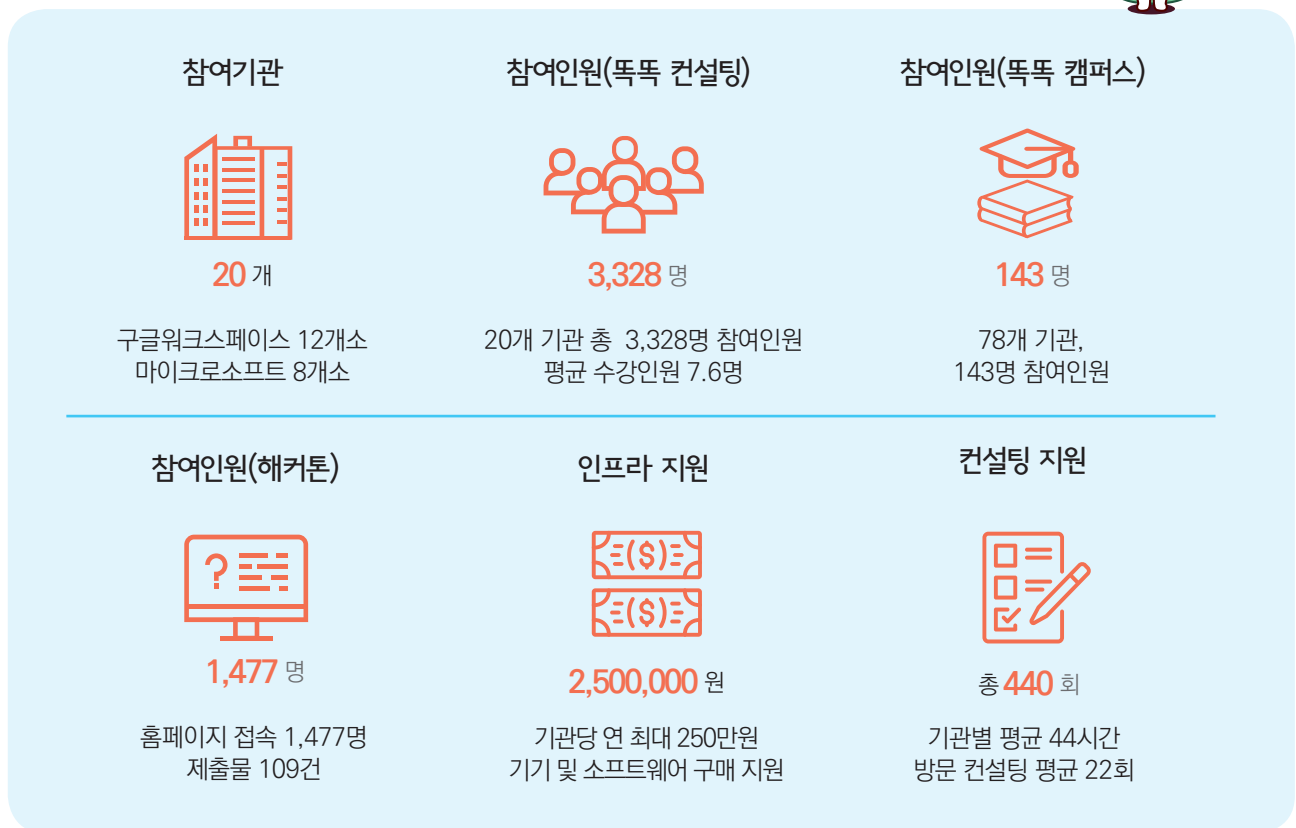 참여기관
20 개
구글워크스페이스 12개소
마이크로소프트 8개소
참여인원(똑똑 컨설팅)
3,328 명
20개 기관 총 3,328명 참여인원
평균 수강인원 7.6명
참여인원(똑똑 캠퍼스)
143 명
78개 기관,
143명 참여인원
참여인원(해커톤)
?
1,477 명
홈페이지 접속 1,477명
제출물 109건
인프라 지원
($)
($)
2,500,000 원
기관당 연 최대 250만원
기기 및 소프트웨어 구매 지원
컨설팅 지원
총 440 회
기관별 평균 44시간
방문 컨설팅 평균 22회